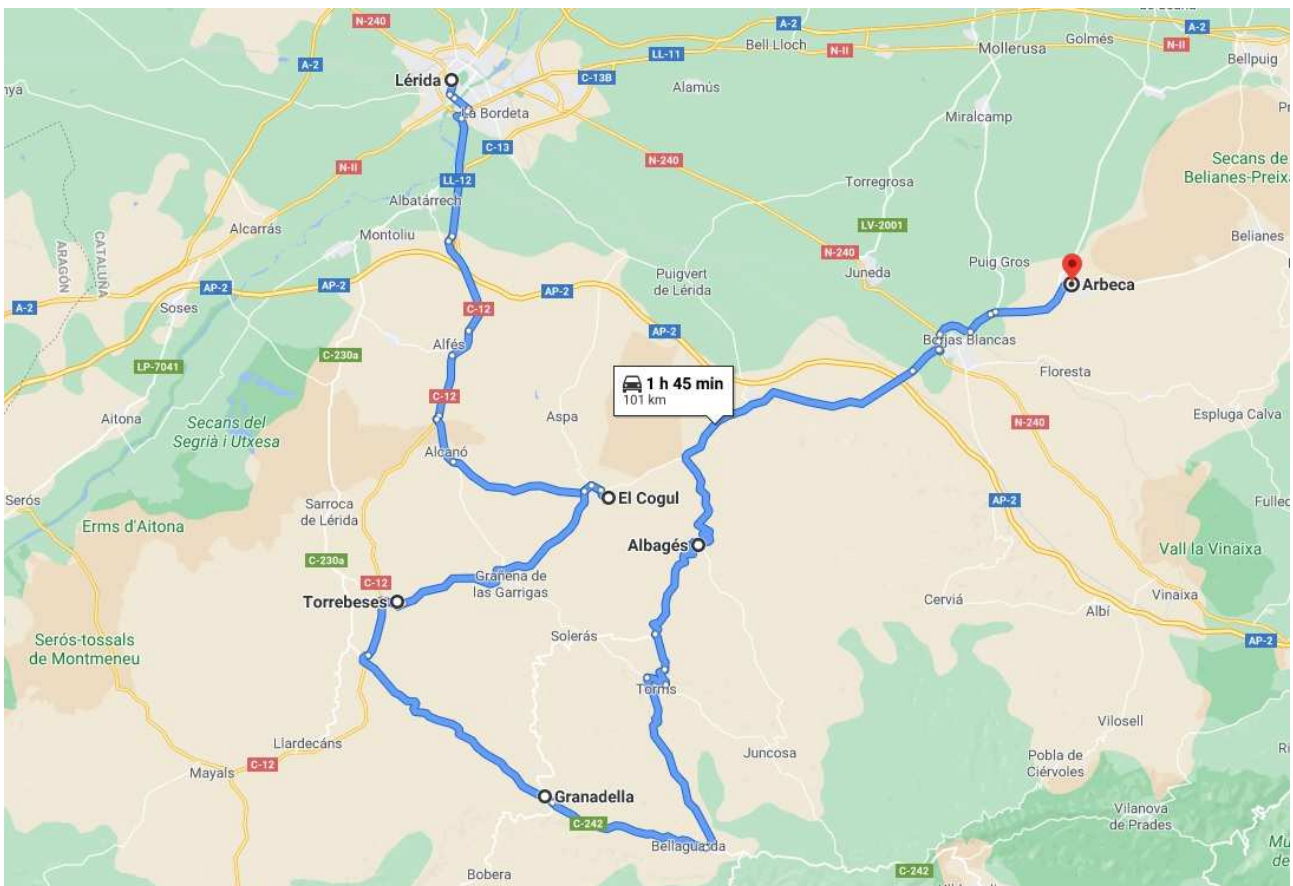 N-240
A-2
Golmés
N-II
Mollerusa
Bell Lloch
N-II
LL-11
A-2
Bellpuig
Lérida
C-13B
Alamús
La Bordeta
Miralcamp
C-13
N-II
N-240
Secans de
Belianes-Preixa
LL-12
Torregrosa
Albatárrech
Alcarrás
LV-2001
Belianes
Montoliu
ARAGÓN
CATALUÑA
N-240
Puig Gros
Juneda
Puigvert
de Lérida
AP-2
AP-2
AP-2
Arbeca
A-2
Soses
C-12
AP-2
Alfés
Borjas Blancas
C-230a
LP-7041
Floresta
1 h 45 min
101 km
C-12
Aitona
Aspa
Secans del
Segrià i Utxesa
Espluga Calva
N-240
Alcanó
Serós
El Cogul
AP-2
Sarroca
de Lérida
Erms d'Aitona
Albagés
Vall la Vinaixa
C-230a
Grañena de
las Garrigas
C-12
Torrebeses
Cerviá
Vinaixa
Albí
Serós-tossals
de Montmeneu
Solerás
AP-2
Torms
Vilosell
Llardecáns
Juncosa
Pobla de
Ciérvoles
C-12
Mayals
Granadella
Vilanova
de Prades
C-242
Bellaguarda
C-242
Bobera